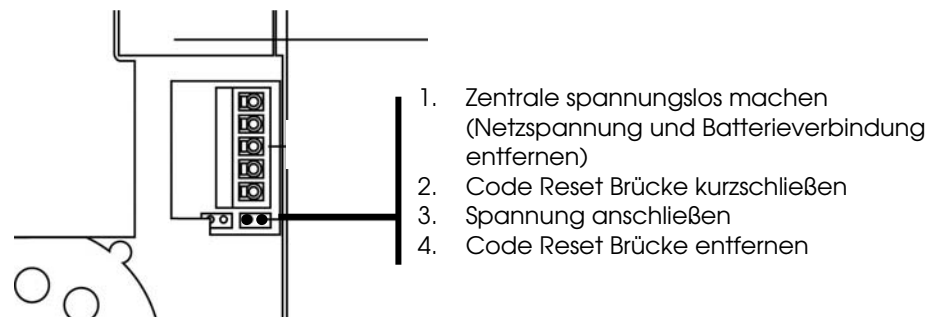 1. Zentrale spannungslos machen
(Netzspannung und Batterieverbindung
entfernen)
2. Code Reset Brücke kurzschließen
3. Spannung anschließen
4. Code Reset Brücke entfernen